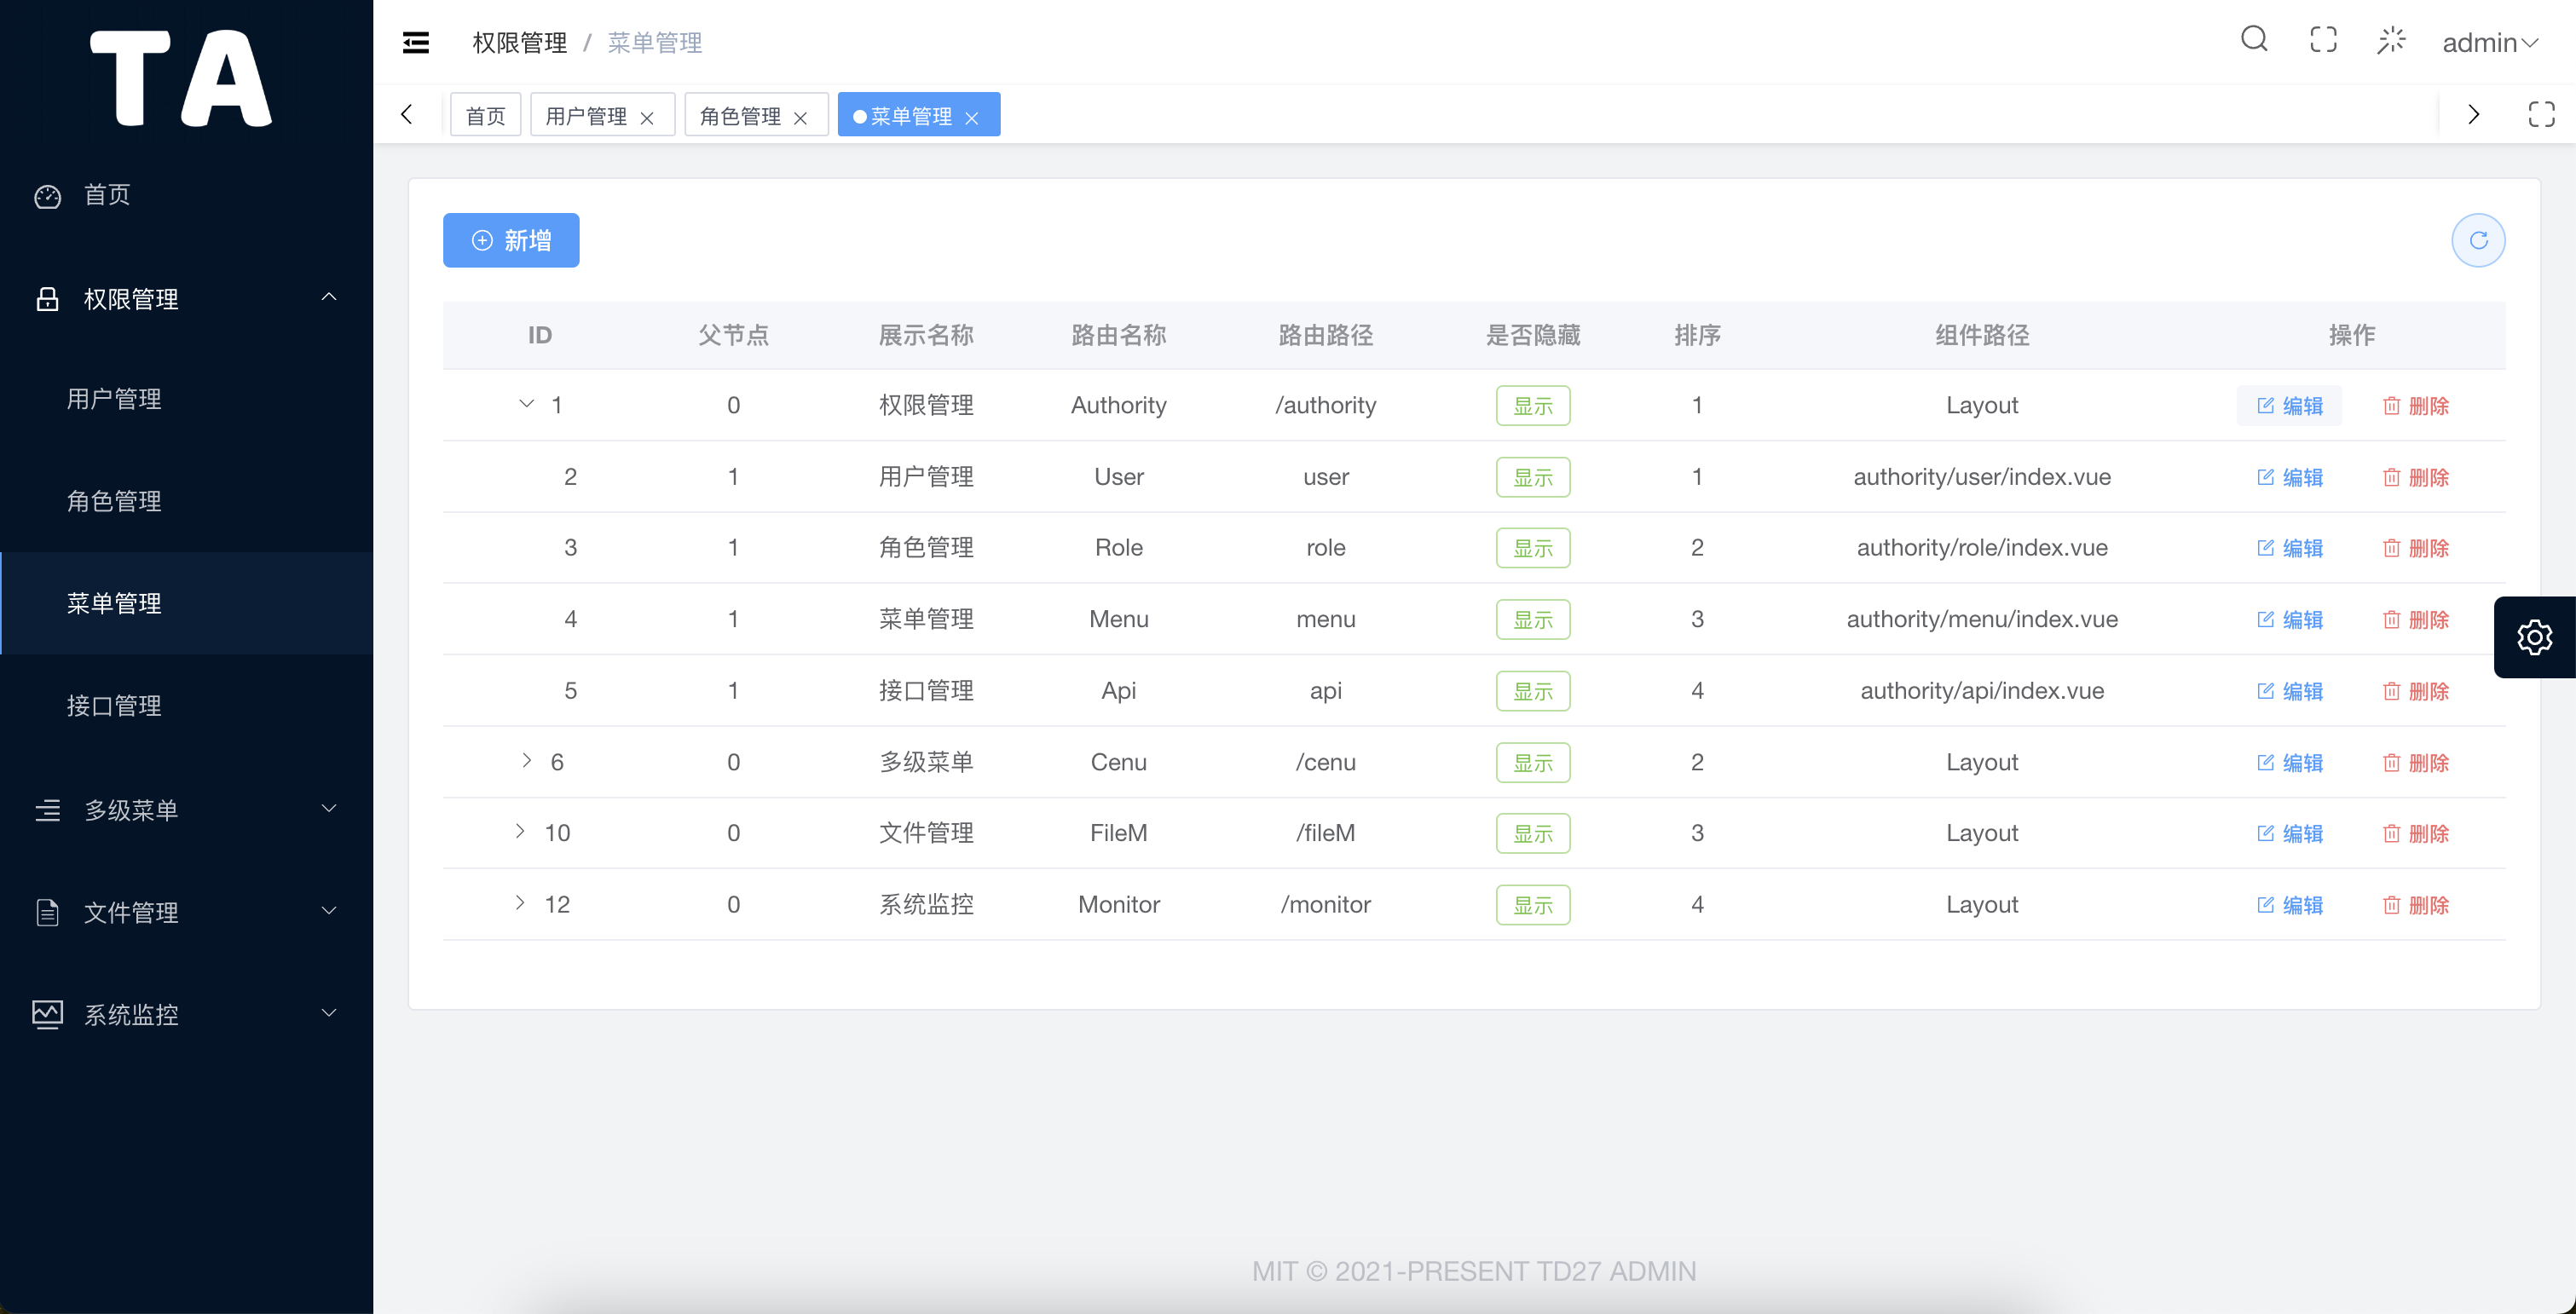 TA
首页
权限管理
用户管理
角色管理
菜单管理
接口管理
多级菜单
文件管理
系统监控
权限管理 / 菜单管理
admin
首页 用户管理 角色管理 菜单管理
新增
ID 父节点 展示名称 路由名称 路由路径 是否隐藏 排序 组件路径 操作
1 0 权限管理 Authority /authority 显示 1 Layout 编辑 删除
2 1 用户管理 User user 显示 1 authority/user/index.vue 编辑 删除
3 1 角色管理 Role role 显示 2 authority/role/index.vue 编辑 删除
4 1 菜单管理 Menu menu 显示 3 authority/menu/index.vue 编辑 删除
5 1 接口管理 Api api 显示 4 authority/api/index.vue 编辑 删除
6 0 多级菜单 Cenu /cenu 显示 2 Layout 编辑 删除
10 0 文件管理 FileM /fileM 显示 3 Layout 编辑 删除
12 0 系统监控 Monitor /monitor 显示 4 Layout 编辑 删除
MIT © 2021-PRESENT TD27 ADMIN